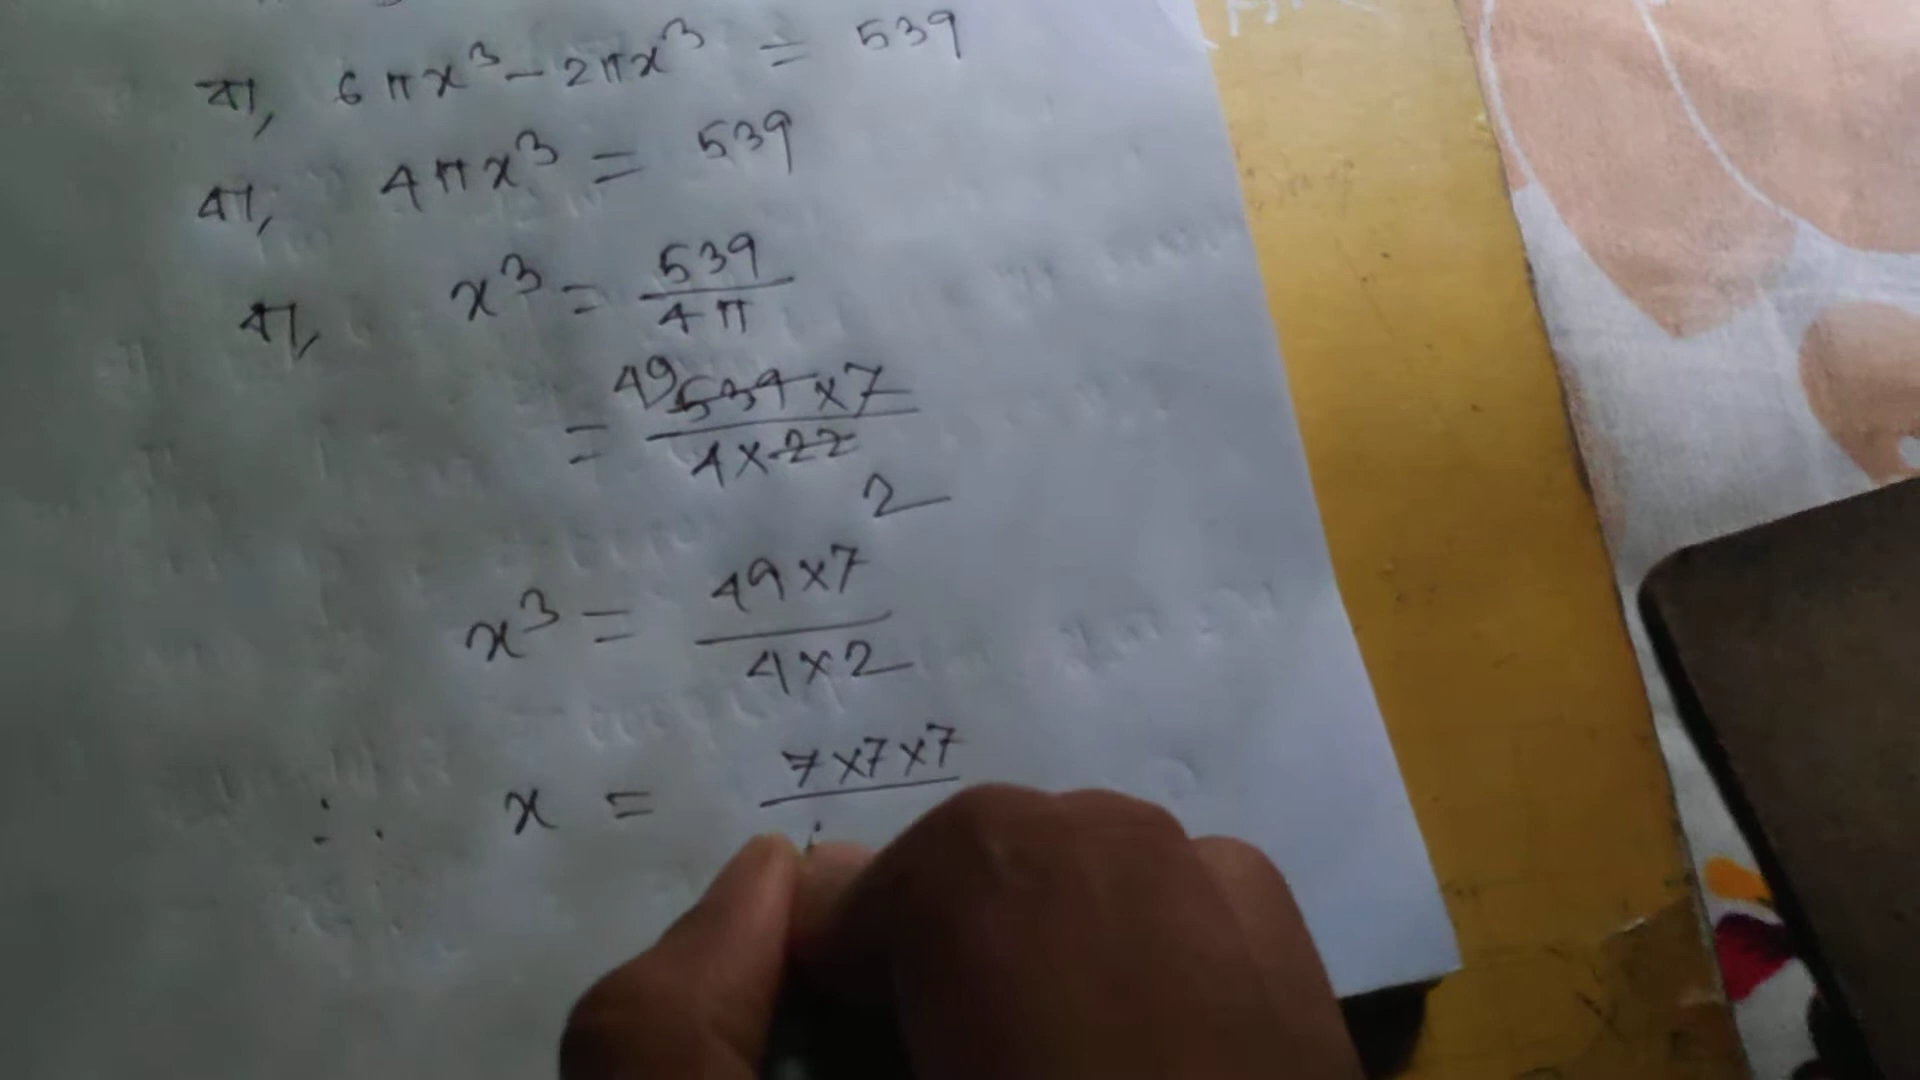 বা, 6πx³ - 2πx³ = 539
বা, 4πx³ = 539
বা, x³ = 539/4π
= 49 539×7/4×22 2
x³ = 49×7/4×2
∴ x = 7×7×7